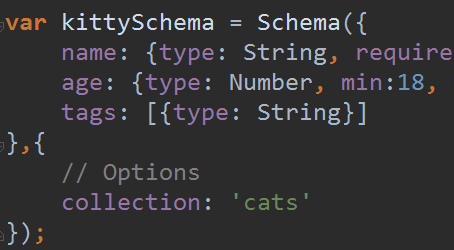 var kittySchema = Schema({
name: {type: String, require
age: {type: Number, min:18,
tags: [{type: String}]
},{
// Options
collection: 'cats'
});